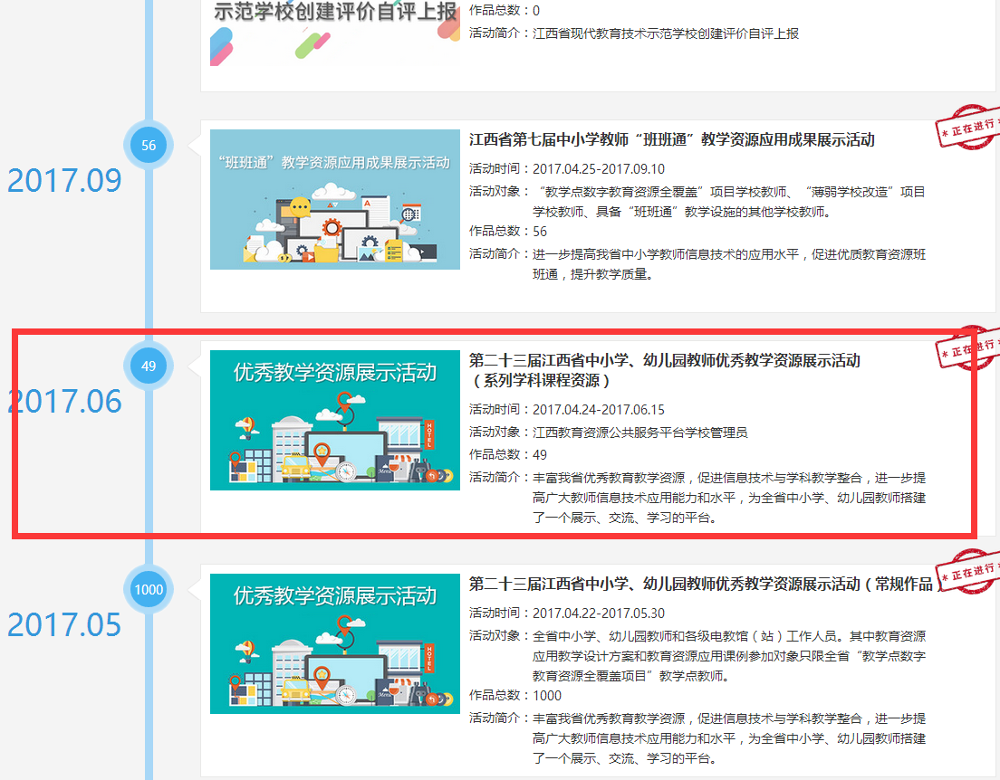 示范学校创建评价自评上报
作品总数：0
活动简介：江西省现代教育技术示范学校创建评价自评上报
56
2017.09
“班班通”教学资源应用成果展示活动
江西省第七届中小学教师“班班通”教学资源应用成果展示活动
*正在进行*
活动时间：2017.04.25-2017.09.10
活动对象：“教学点数字教育资源全覆盖”项目学校教师、“薄弱学校改造”项目
学校教师、具备“班班通”教学设施的其他学校教师。
作品总数：56
活动简介：进一步提高我省中小学教师信息技术的应用水平，促进优质教育资源班
班通，提升教学质量。
49
2017.06
优秀教学资源展示活动
HOTEL
Menu
第二十三届江西省中小学、幼儿园教师优秀教学资源展示活动
（系列学科课程资源）
*正在进行*
活动时间：2017.04.24-2017.06.15
活动对象：江西教育资源公共服务平台学校管理员
作品总数：49
活动简介：丰富我省优秀教育教学资源，促进信息技术与学科教学整合，进一步提
高广大教师信息技术应用能力和水平，为全省中小学、幼儿园教师搭建
了一个展示、交流、学习的平台。
1000
2017.05
优秀教学资源展示活动
HOTEL
Menu
第二十三届江西省中小学、幼儿园教师优秀教学资源展示活动（常规作品）
*正在进行*
活动时间：2017.04.22-2017.05.30
活动对象：全省中小学、幼儿园教师和各级电教馆（站）工作人员。其中教育资源
应用教学设计方案和教育资源应用课例参加对象只限全省“教学点数字
教育资源全覆盖项目”教学点教师。
作品总数：1000
活动简介：丰富我省优秀教育教学资源，促进信息技术与学科教学整合，进一步提
高广大教师信息技术应用能力和水平，为全省中小学、幼儿园教师搭建
了一个展示、交流、学习的平台。